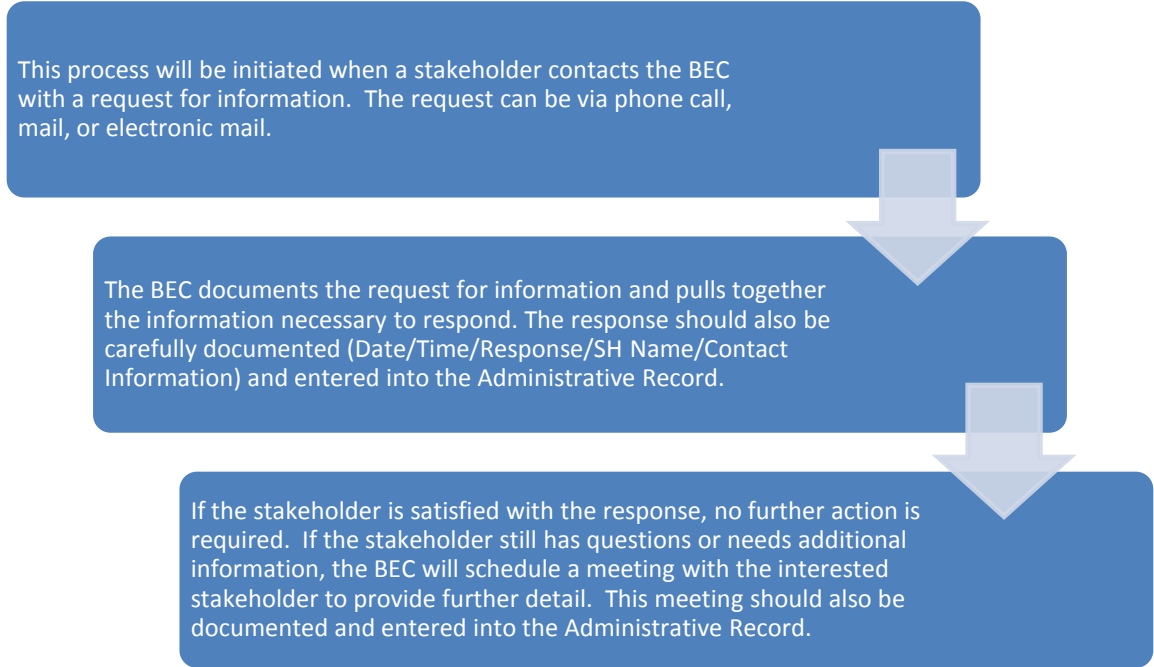 This process will be initiated when a stakeholder contacts the BEC
with a request for information.  The request can be via phone call,
mail, or electronic mail.
The BEC documents the request for information and pulls together
the information necessary to respond. The response should also be
carefully documented (Date/Time/Response/SH Name/Contact
Information) and entered into the Administrative Record.
If the stakeholder is satisfied with the response, no further action is
required.  If the stakeholder still has questions or needs additional
information, the BEC will schedule a meeting with the interested
stakeholder to provide further detail.  This meeting should also be
documented and entered into the Administrative Record.